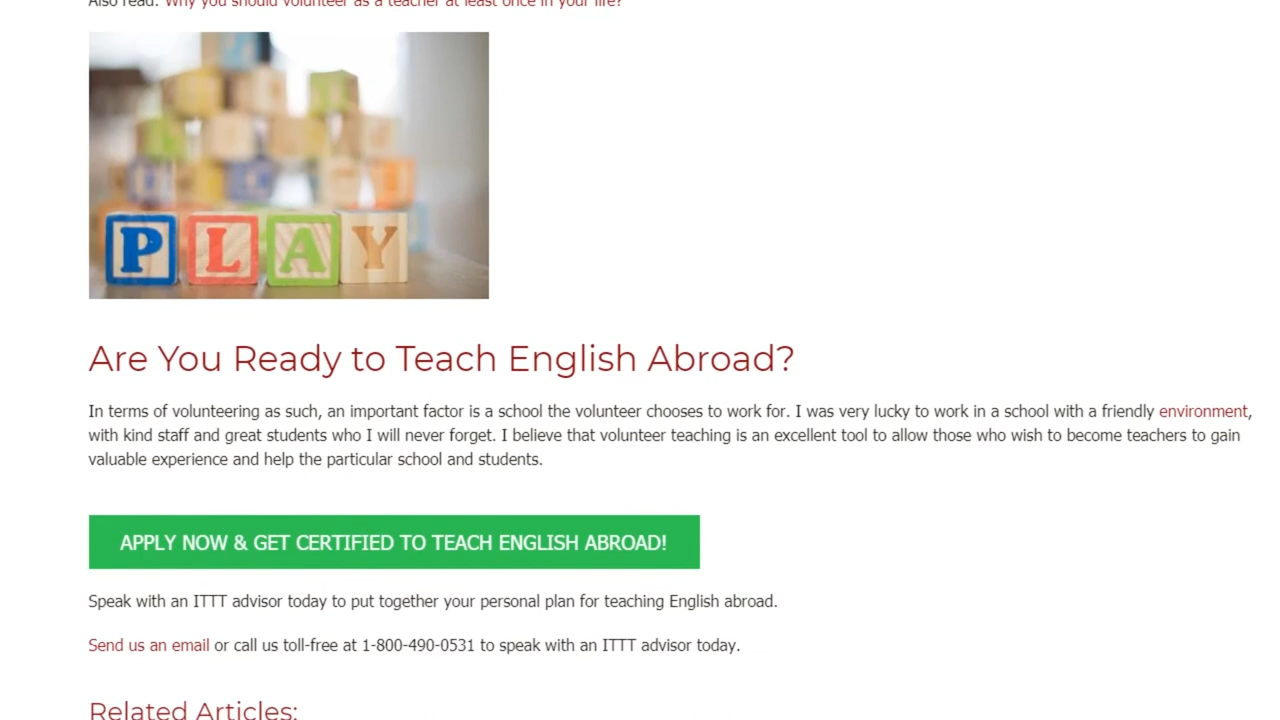 Also read: Why you should volunteer as a teacher at least once in your life?
PLAY
Are You Ready to Teach English Abroad?
In terms of volunteering as such, an important factor is a school the volunteer chooses to work for. I was very lucky to work in a school with a friendly environment,
with kind staff and great students who I will never forget. I believe that volunteer teaching is an excellent tool to allow those who wish to become teachers to gain
valuable experience and help the particular school and students.
APPLY NOW & GET CERTIFIED TO TEACH ENGLISH ABROAD!
Speak with an ITTT advisor today to put together your personal plan for teaching English abroad.
Send us an email or call us toll-free at 1-800-490-0531 to speak with an ITTT advisor today.
Related Articles: